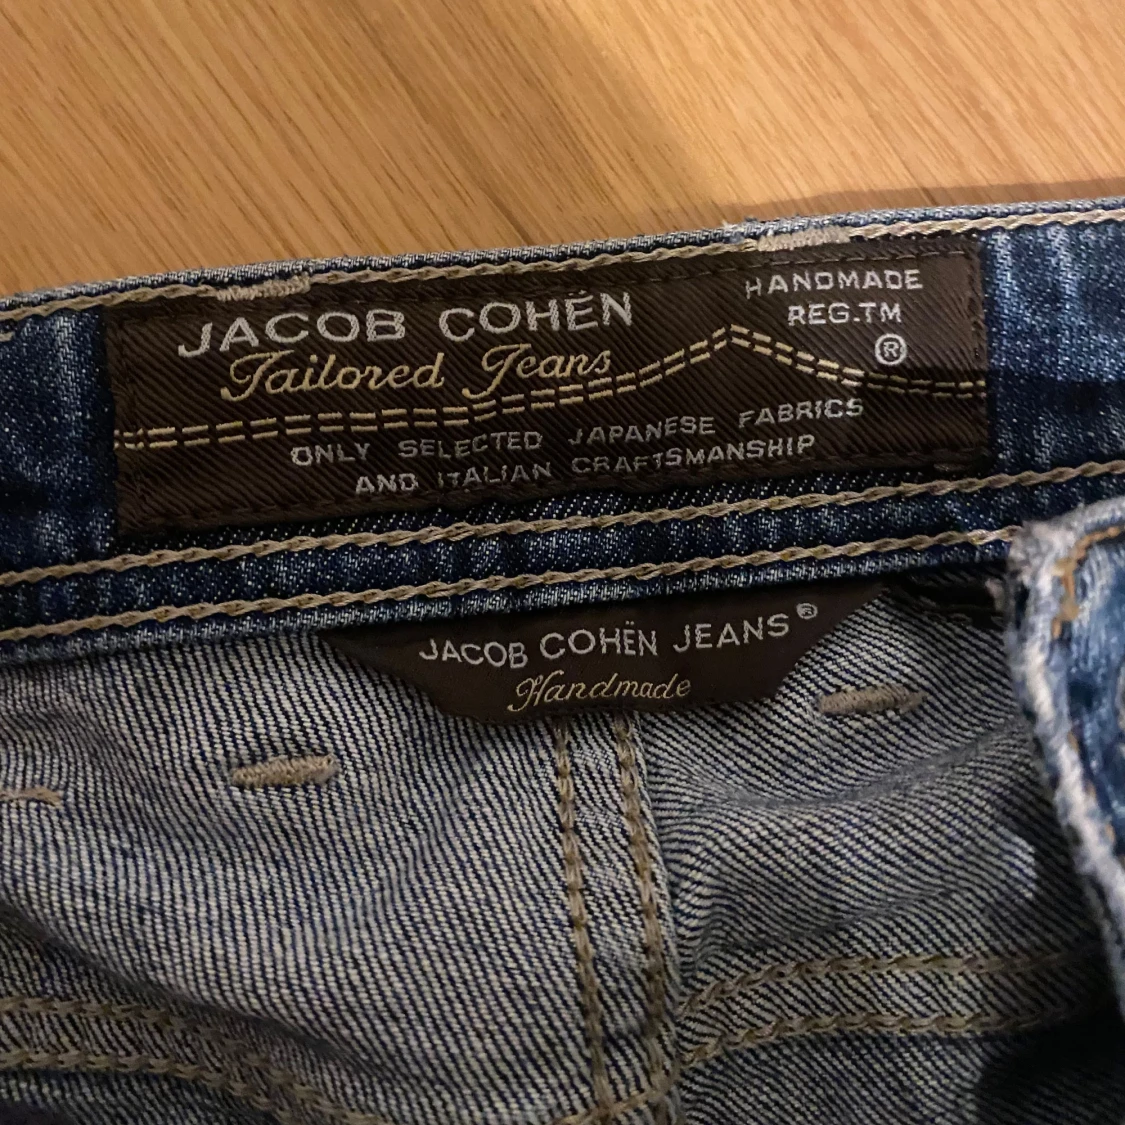 JACOB COHËN
Tailored Jeans
HANDMADE
REG.TM
®
ONLY SELECTED JAPANESE FABRICS
AND ITALIAN CRAFTSMANSHIP
JACOB COHËN JEANS®
Handmade